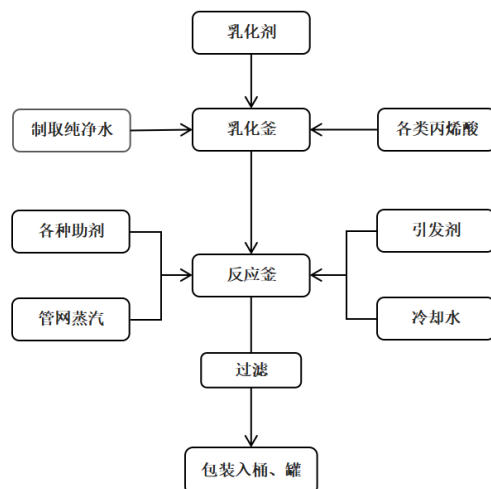 乳化剂
制取纯净水
乳化釜
各类丙烯酸
各种助剂
引发剂
反应釜
管网蒸汽
冷却水
过滤
包装入桶、罐